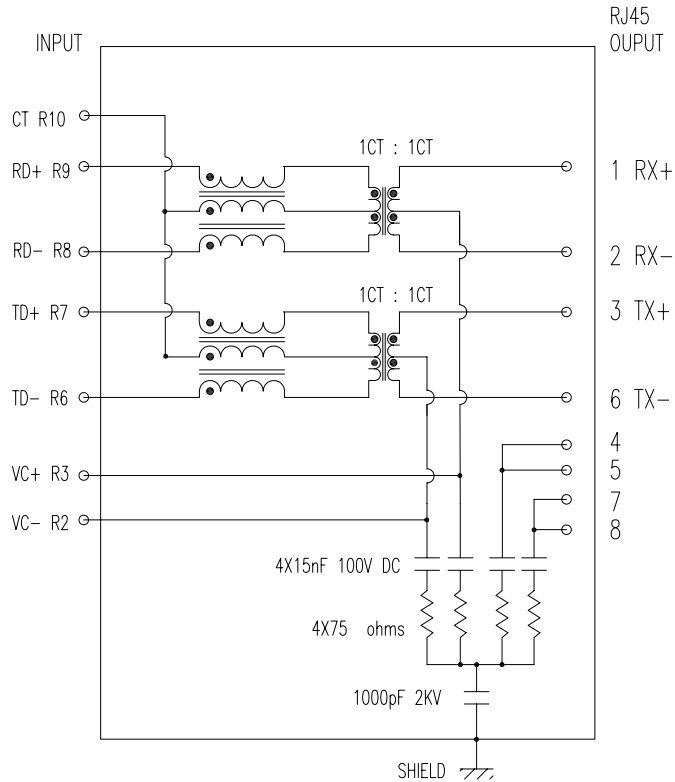 RJ45
INPUT
OUPUT
CT R10
1CT : 1CT
RD+ R9
1 RX+
RD- R8
2 RX-
1CT : 1CT
TD+ R7
3 TX+
TD- R6
6 TX-
4
VC+ R3
5
7
VC- R2
8
4X15nF 100V DC
4X75 ohms
1000pF 2KV
SHIELD